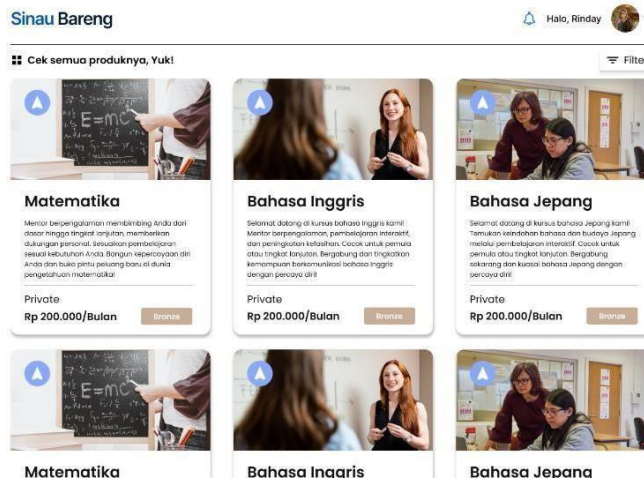 Sinau Bareng
Halo, Rinday
Cek semua produknya, Yuk!
Filte
E=mc²
Matematika
Mentor berpengalaman membimbing Anda dari
dasar hingga tingkat lanjutan, memberikan
dukungan personal. Sesuaikan pembelajaran
sesuai kebutuhan Anda. Bangun kepercayaan diri
Anda dan buka pintu peluang baru di dunia
pengetahuan matematika!
Private
Rp 200.000/Bulan
Bronze
Bahasa Inggris
Selamat datang di kursus bahasa Inggris kami!
Mentor berpengalaman, pembelajaran interaktif,
dan peningkatan kefasihan. Cocok untuk pemula
atau tingkat lanjutan. Bergabung dan tingkatkan
kemampuan berkomunikasi bahasa Inggris
dengan percaya diri!
Private
Rp 200.000/Bulan
Bronze
Bahasa Jepang
Selamat datang di kursus bahasa Jepang kami!
Temukan keindahan bahasa dan budaya Jepang
melalui pembelajaran interaktif. Cocok untuk
pemula atau tingkat lanjutan. Bergabung
sekarang dan kuasai bahasa Jepang dengan
percaya diri!
Private
Rp 200.000/Bulan
Bronze
E=mc²
Matematika
Bahasa Inggris
Bahasa Jepang